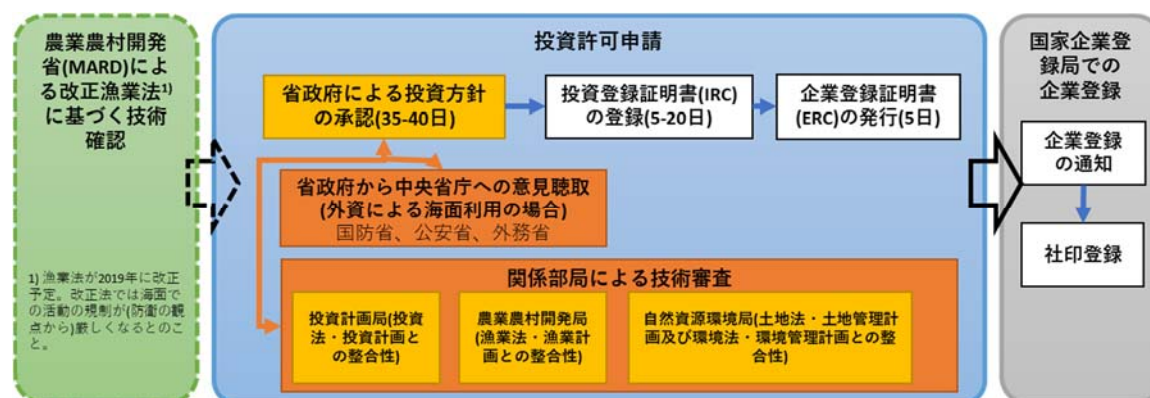 農業農村開発
省(MARD)によ
る改正漁業法1)
に基づく技術
確認
1) 漁業法が2019年に改正
予定。改正法では海面で
の活動の規制が(防衛の観
点から)厳しくなるとのこ
と。
投資許可申請
省政府による投資方針
の承認(35-40日)
投資登録証明書(IRC)
の登録(5-20日)
企業登録証明書
(ERC)の発行(5日)
省政府から中央省庁への意見聴取
(外資による海面利用の場合)
国防省、公安省、外務省
関係部局による技術審査
投資計画局(投資
法・投資計画と
の整合性)
農業農村開発局
(漁業法・漁業計
画との整合性)
自然資源環境局(土地法・土地管理計
画及び環境法・環境管理計画との整
合性)
国家企業登
録局での
企業登録
企業登録
の通知
社印登録